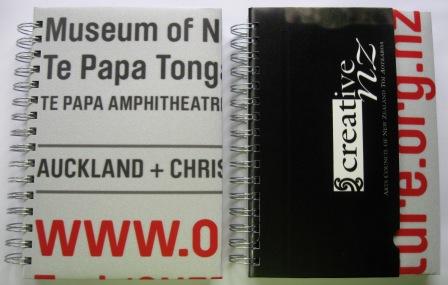 Museum of N
Te Papa Tonga
TE PAPA AMPHITHEATR
AUCKLAND + CHRIS
www.o
creative
nz
ARTS COUNCIL OF NEW ZEALAND TOI AOTEAROA
ture.org.nz